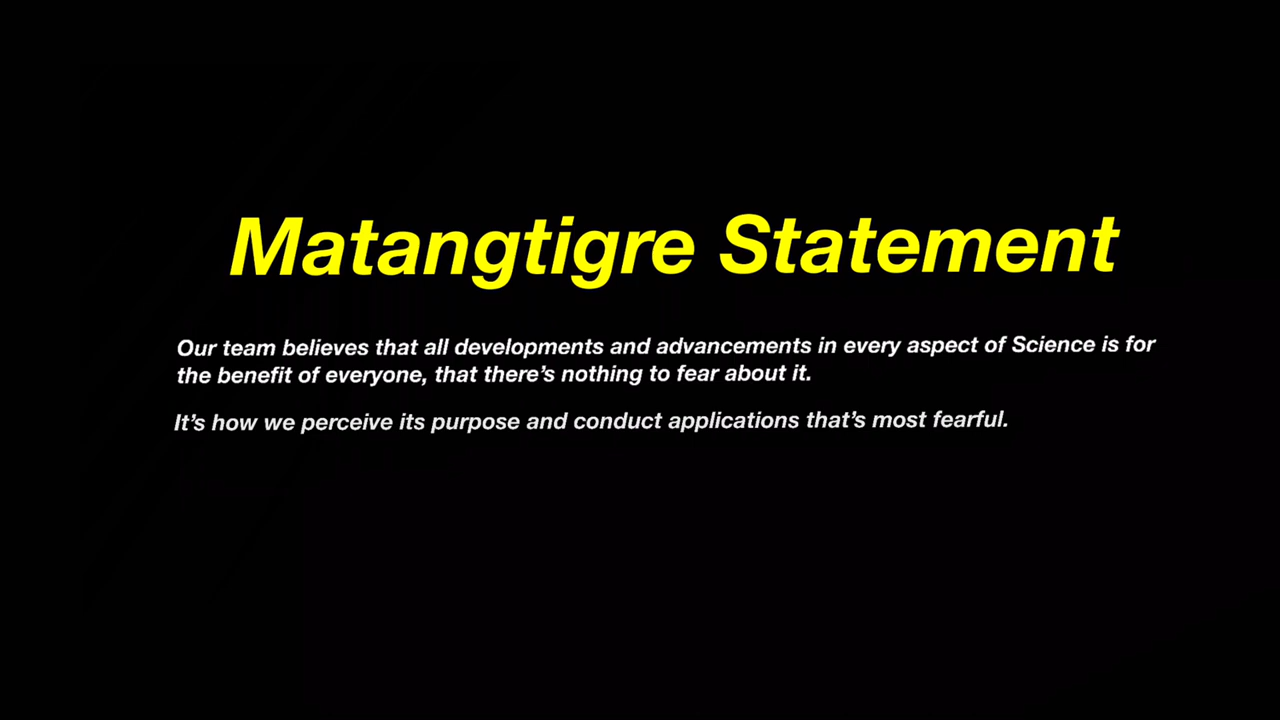 Matangtigre Statement
Our team believes that all developments and advancements in every aspect of Science is for
the benefit of everyone, that there’s nothing to fear about it.
It’s how we perceive its purpose and conduct applications that’s most fearful.